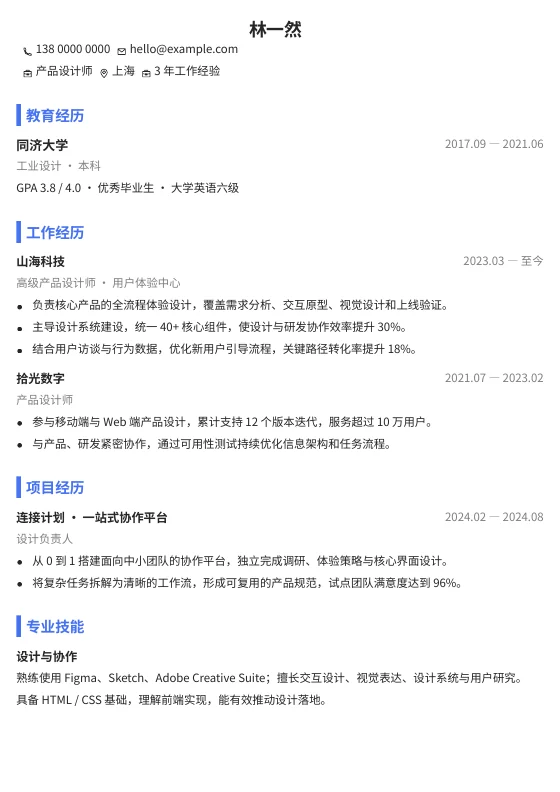 林一然
138 0000 0000 hello@example.com
产品设计师 上海 3 年工作经验
教育经历
同济大学 2017.09 — 2021.06
工业设计 • 本科
GPA 3.8 / 4.0 • 优秀毕业生 • 大学英语六级
工作经历
山海科技 2023.03 — 至今
高级产品设计师 • 用户体验中心
• 负责核心产品的全流程体验设计，覆盖需求分析、交互原型、视觉设计和上线验证。
• 主导设计系统建设，统一 40+ 核心组件，使设计与研发协作效率提升 30%。
• 结合用户访谈与行为数据，优化新用户引导流程，关键路径转化率提升 18%。
拾光数字 2021.07 — 2023.02
产品设计师
• 参与移动端与 Web 端产品设计，累计支持 12 个版本迭代，服务超过 10 万用户。
• 与产品、研发紧密协作，通过可用性测试持续优化信息架构和任务流程。
项目经历
连接计划 • 一站式协作平台 2024.02 — 2024.08
设计负责人
• 从 0 到 1 搭建面向中小团队的协作平台，独立完成调研、体验策略与核心界面设计。
• 将复杂任务拆解为清晰的工作流，形成可复用的产品规范，试点团队满意度达到 96%。
专业技能
设计与协作
熟练使用 Figma、Sketch、Adobe Creative Suite；擅长交互设计、视觉表达、设计系统与用户研究。
具备 HTML / CSS 基础，理解前端实现，能有效推动设计落地。